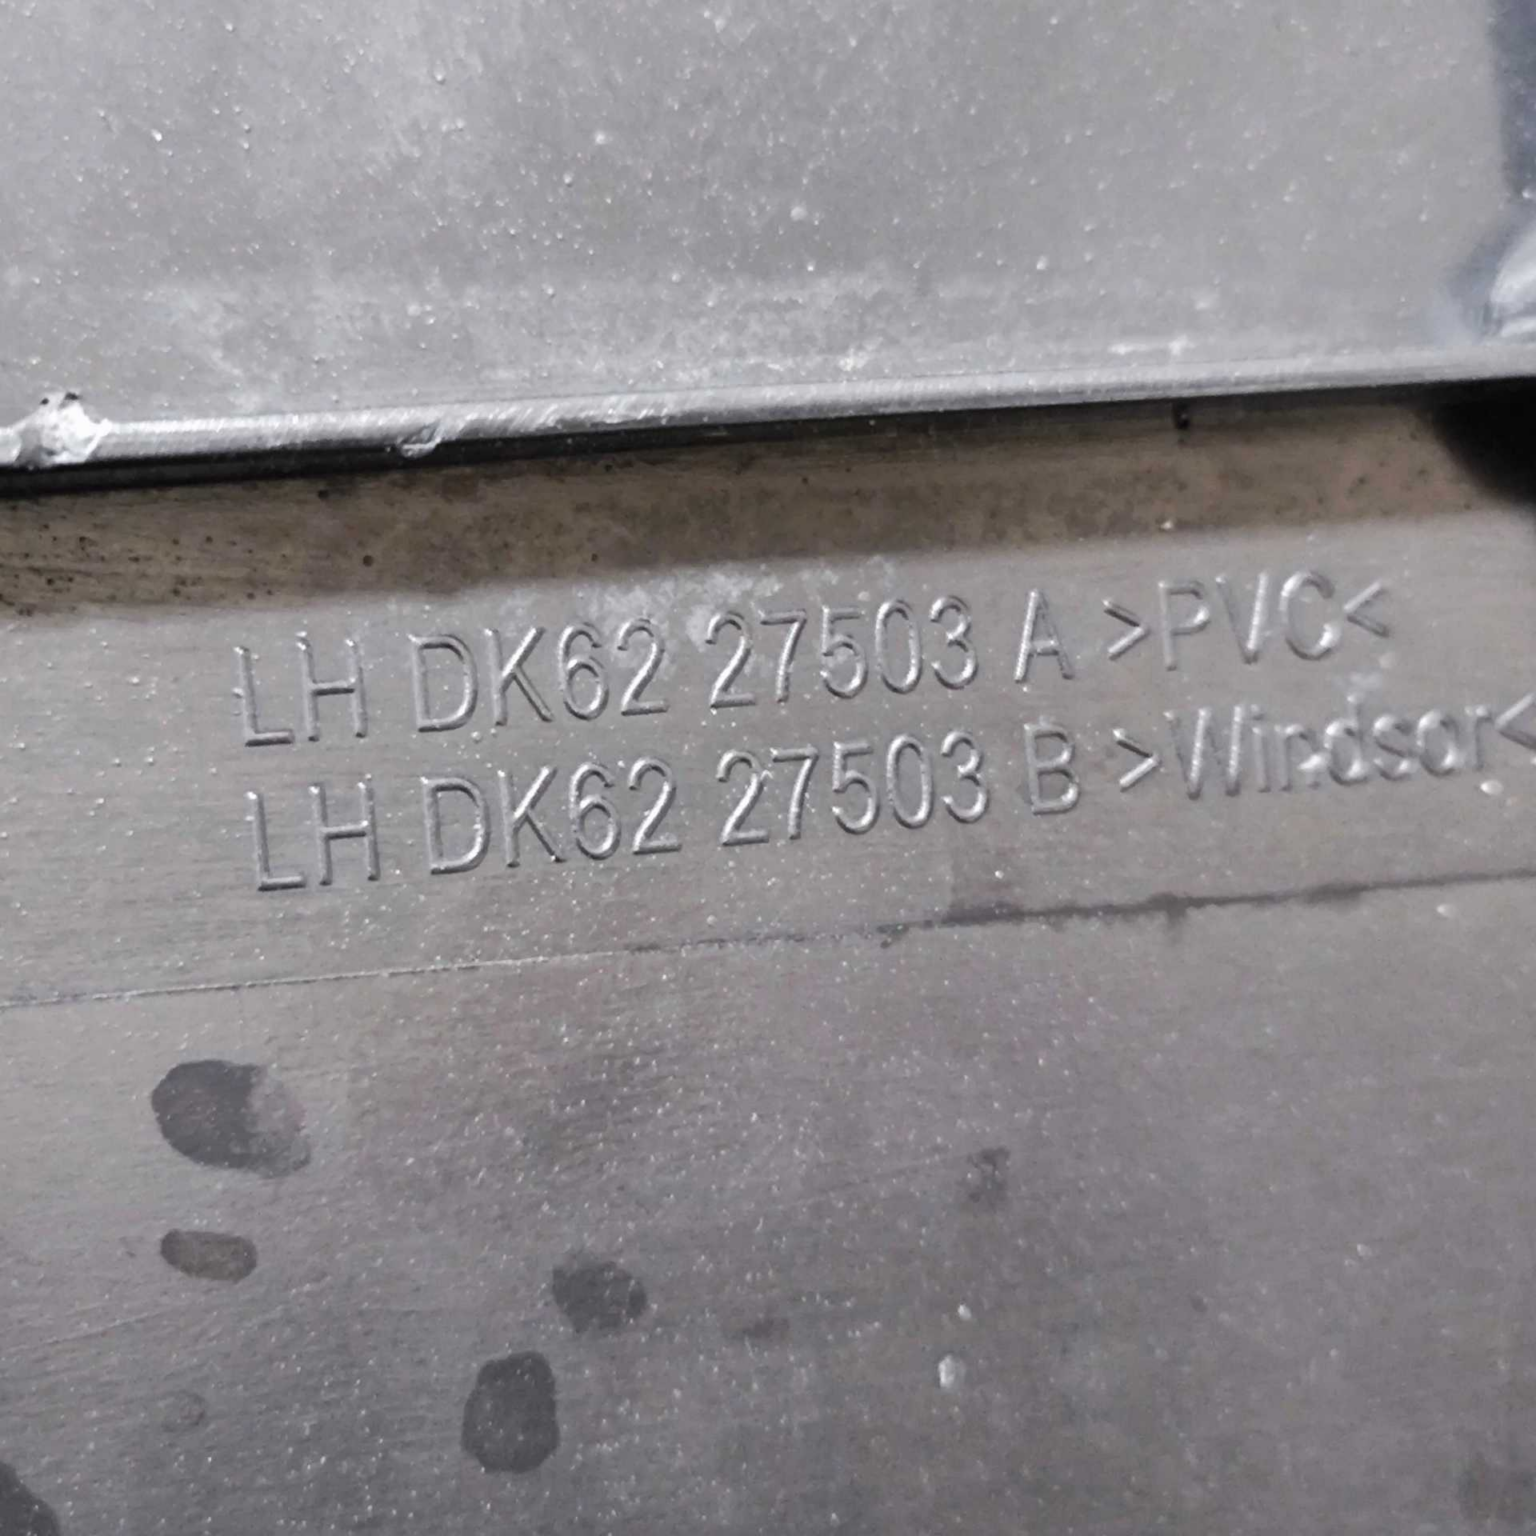 LH DK62 27503 A >PVC<
LH DK62 27503 B >Windsor<